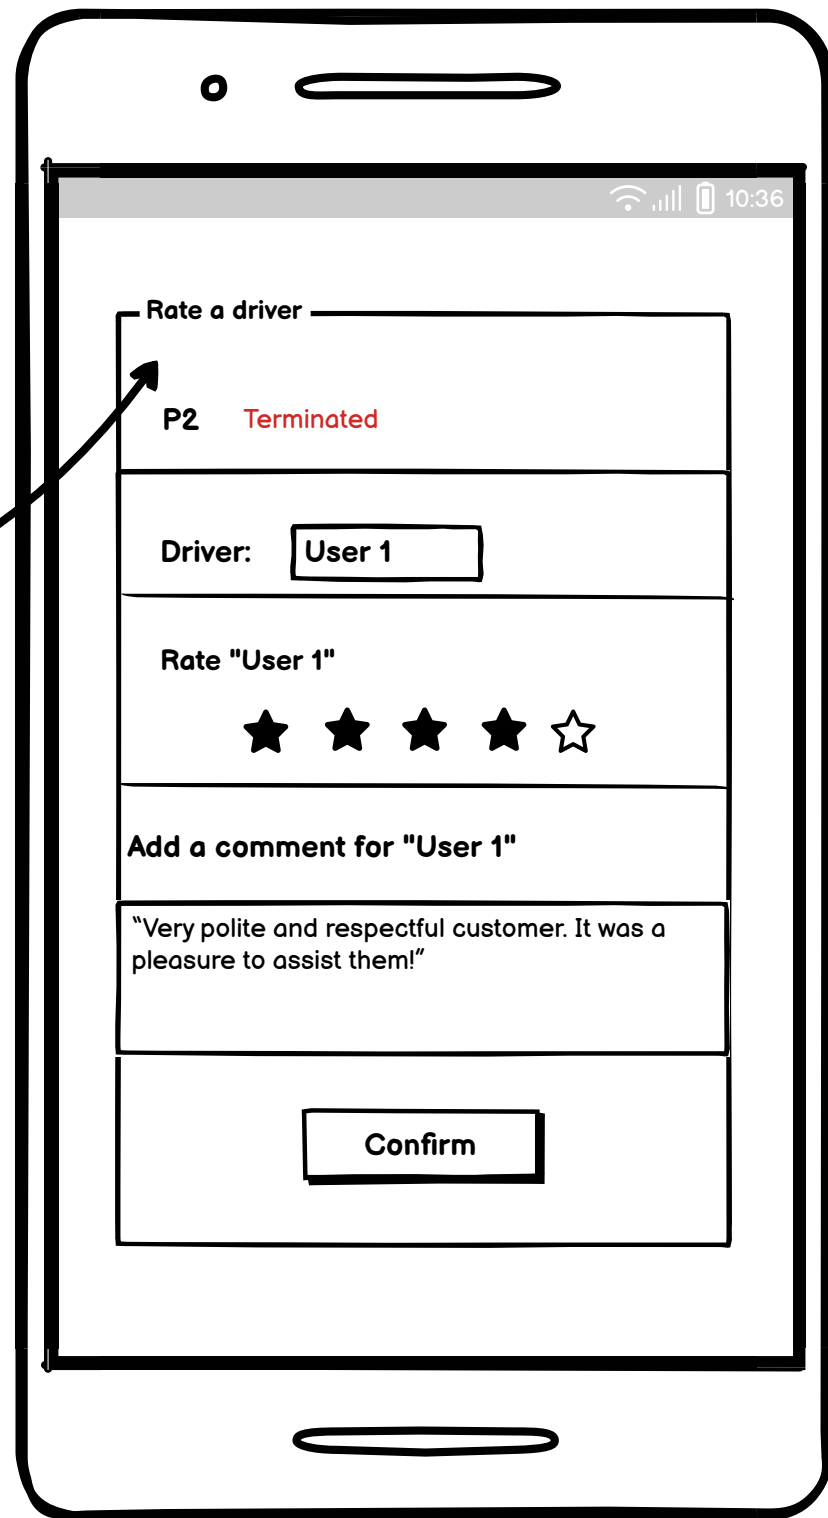 10:36
Rate a driver
P2 Terminated
Driver: User 1
Rate "User 1"
Add a comment for "User 1"
“Very polite and respectful customer. It was a
pleasure to assist them!”
Confirm